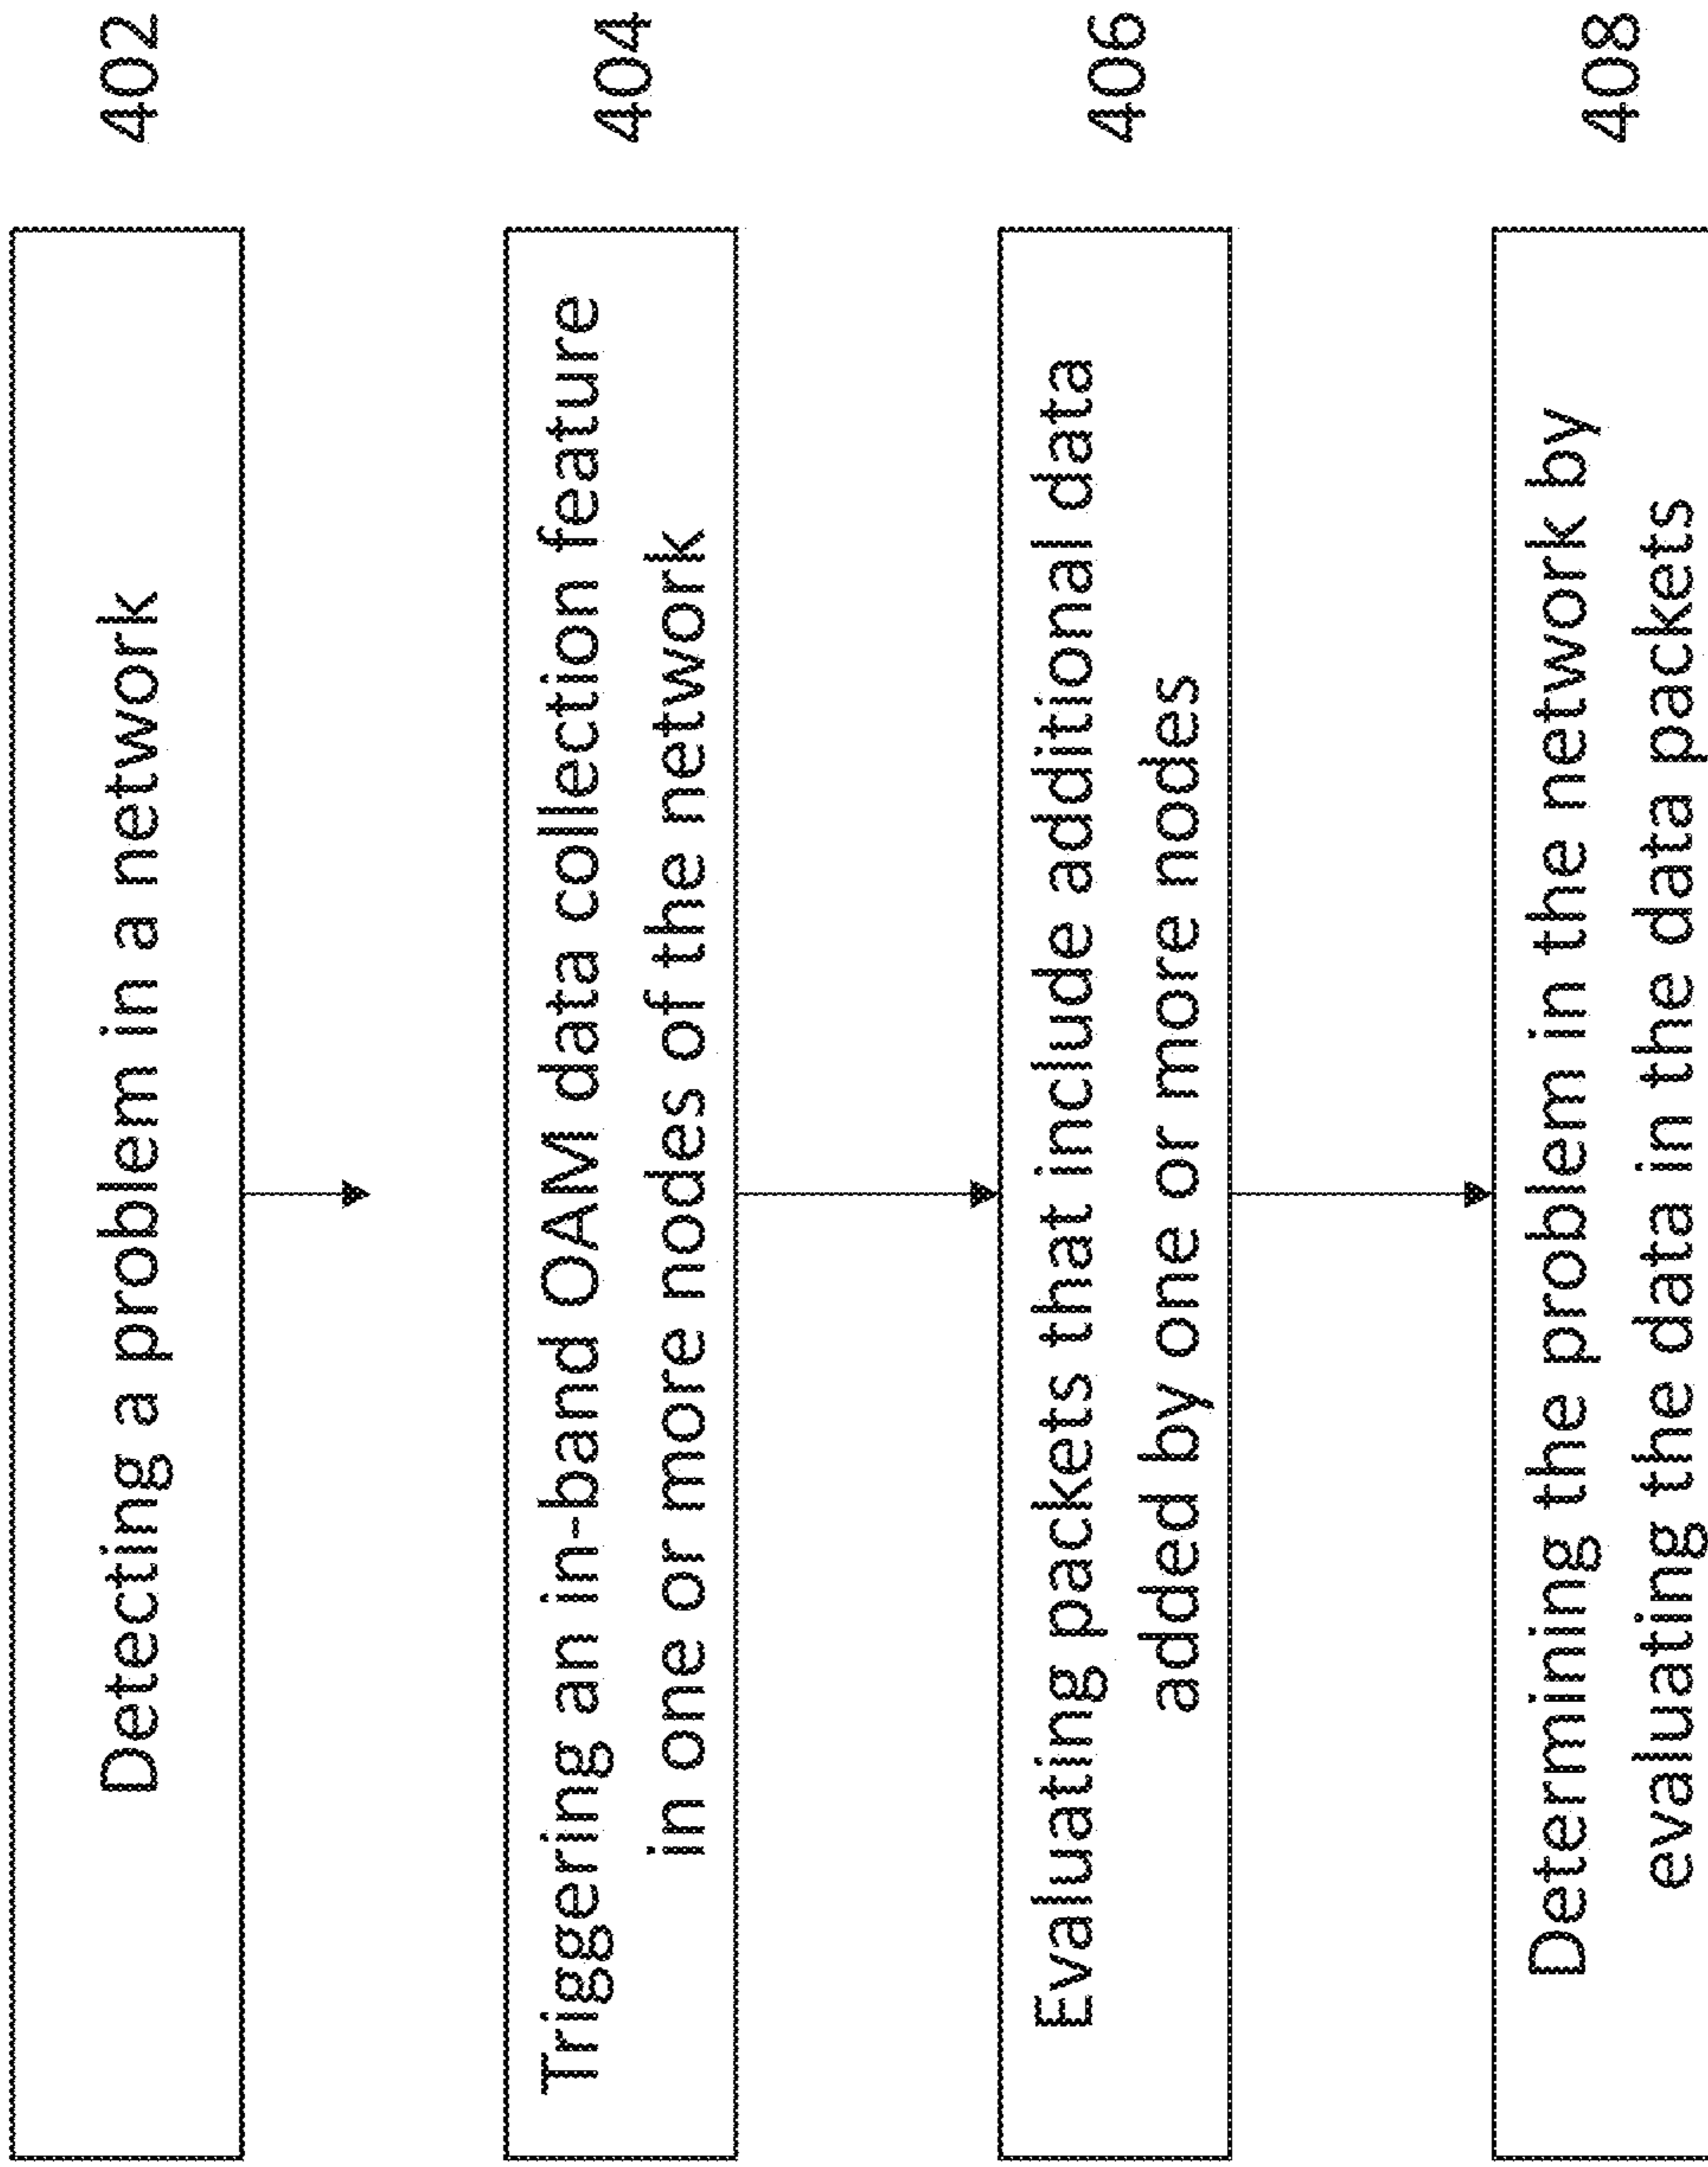 Detecting a problem in a network
402
Triggering an in-band OAM data collection feature
in one or more nodes of the network
404
Evaluating packets that include additional data
added by one or more nodes
406
Determining the problem in the network by
evaluating the data in the data packets
408